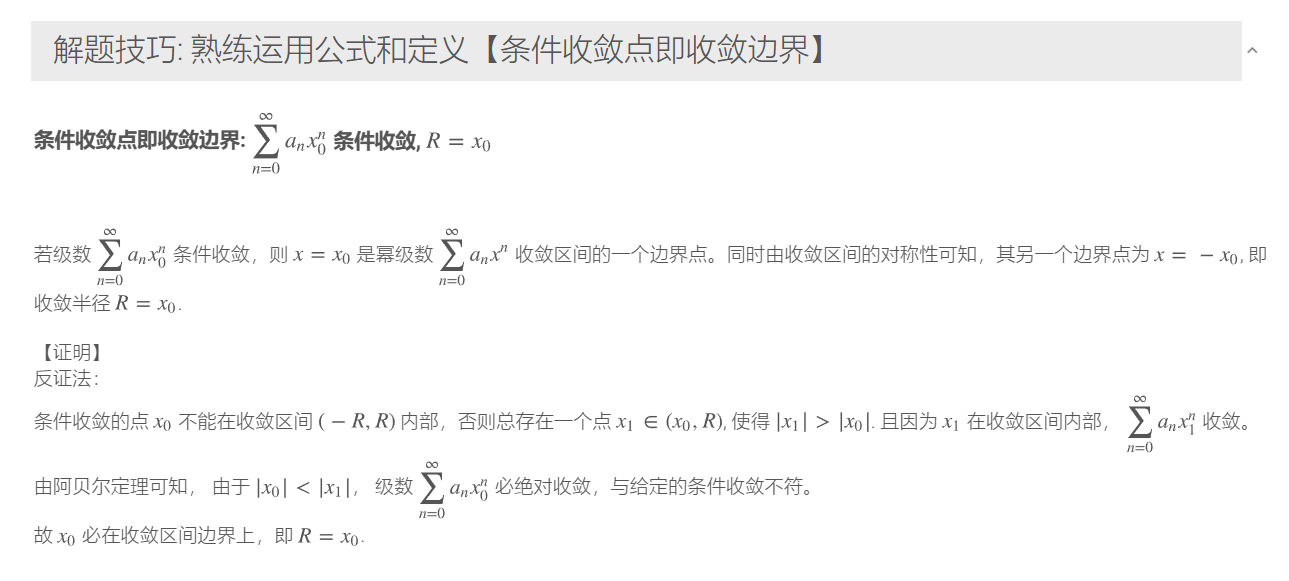 解题技巧: 熟练运用公式和定义【条件收敛点即收敛边界】
条件收敛点即收敛边界: $\sum_{n=0}^{\infty} a_n x_0^n$ 条件收敛, $R = x_0$
若级数 $\sum_{n=0}^{\infty} a_n x_0^n$ 条件收敛，则 $x = x_0$ 是幂级数 $\sum_{n=0}^{\infty} a_n x^n$ 收敛区间的一个边界点。同时由收敛区间的对称性可知，其另一个边界点为 $x = -x_0$, 即
收敛半径 $R = x_0$.
【证明】
反证法：
条件收敛的点 $x_0$ 不能在收敛区间 $(-R, R)$ 内部，否则总存在一个点 $x_1 \in (x_0, R)$, 使得 $|x_1| > |x_0|$. 且因为 $x_1$ 在收敛区间内部， $\sum_{n=0}^{\infty} a_n x_1^n$ 收敛。
由阿贝尔定理可知， 由于 $|x_0| < |x_1|$， 级数 $\sum_{n=0}^{\infty} a_n x_0^n$ 必绝对收敛，与给定的条件收敛不符。
故 $x_0$ 必在收敛区间边界上，即 $R = x_0$.